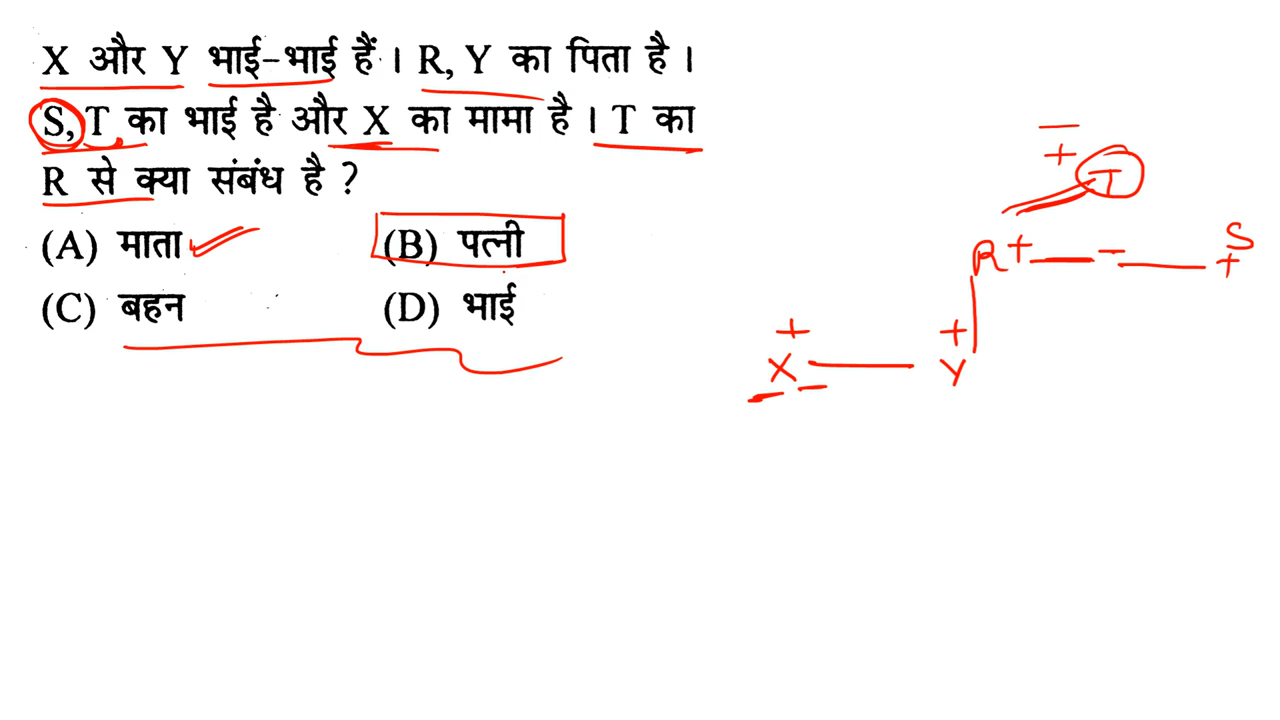 X और Y भाई-भाई हैं। R, Y का पिता है।
S, T का भाई है और X का मामा है। T का
R से क्या संबंध है ?
(A) माता (B) पत्नी
(C) बहन (D) भाई
− + T
R + − S +
+ +
X Y